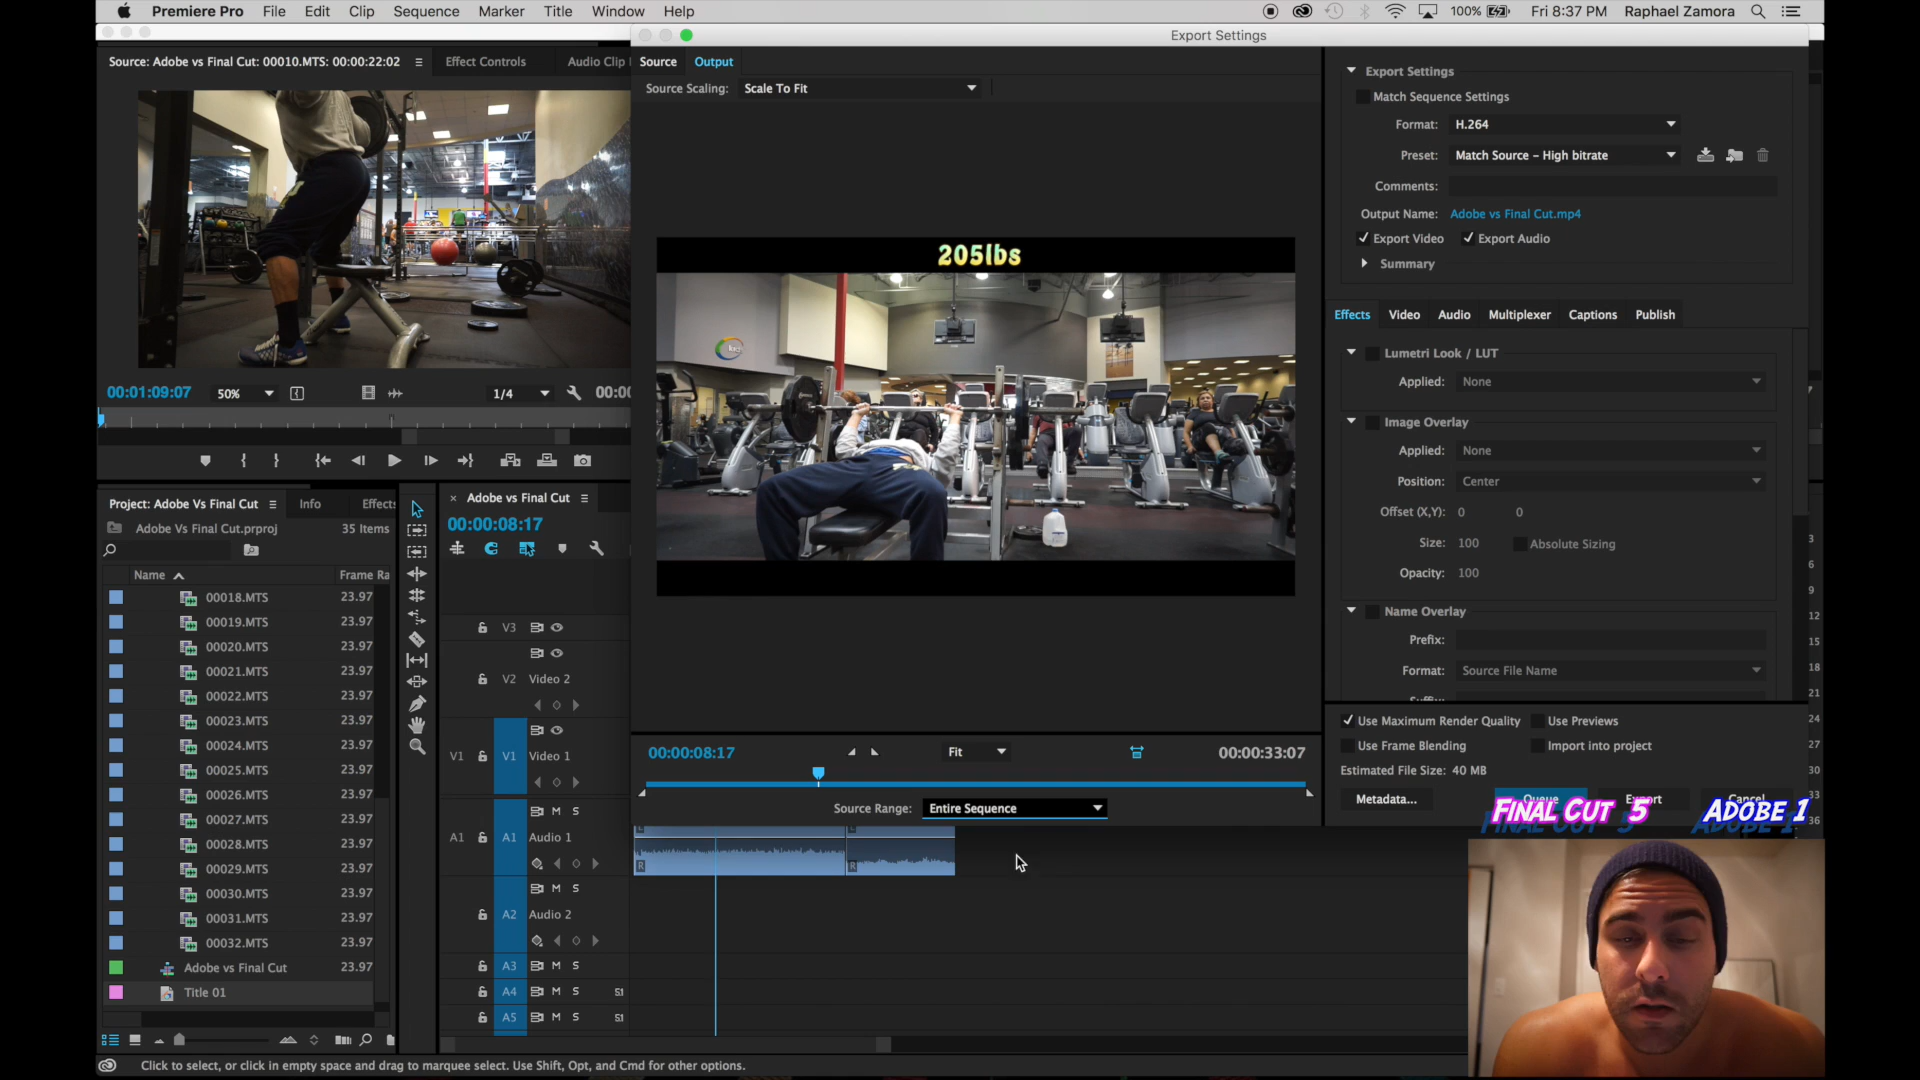 Premiere Pro File Edit Clip Sequence Marker Title Window Help
100% Fri 8:37 PM Raphael Zamora
Export Settings
Source: Adobe vs Final Cut: 00010.MTS: 00:00:22:02
Effect Controls
Audio Clip
00:01:09:07
50%
1/4
Source Output
Source Scaling: Scale To Fit
205lbs
00:00:08:17
Fit
00:00:33:07
Source Range: Entire Sequence
Export Settings
Match Sequence Settings
Format: H.264
Preset: Match Source – High bitrate
Comments:
Output Name: Adobe vs Final Cut.mp4
Export Video Export Audio
Summary
Effects Video Audio Multiplexer Captions Publish
Lumetri Look / LUT
Applied: None
Image Overlay
Applied: None
Position: Center
Offset (X,Y): 0 0
Size: 100 Absolute Sizing
Opacity: 100
Name Overlay
Prefix:
Format: Source File Name
Use Maximum Render Quality Use Previews
Use Frame Blending Import into project
Estimated File Size: 40 MB
Metadata... Queue Export Cancel
Final Cut 5 Adobe 1
Project: Adobe Vs Final Cut
Info
Effects
Adobe Vs Final Cut.prproj
35 Items
Name Frame Ra
00018.MTS 23.97
00019.MTS 23.97
00020.MTS 23.97
00021.MTS 23.97
00022.MTS 23.97
00023.MTS 23.97
00024.MTS 23.97
00025.MTS 23.97
00026.MTS 23.97
00027.MTS 23.97
00028.MTS 23.97
00029.MTS 23.97
00030.MTS 23.97
00031.MTS 23.97
00032.MTS 23.97
Adobe vs Final Cut 23.97
Title 01
Adobe vs Final Cut
00:00:08:17
V3
V2 Video 2
V1 V1 Video 1
M S
A1 A1 Audio 1
M S
A2 Audio 2
A3 M S
A4 M S S1
A5 M S S1
R R
Click to select, or click in empty space and drag to marquee select. Use Shift, Opt, and Cmd for other options.